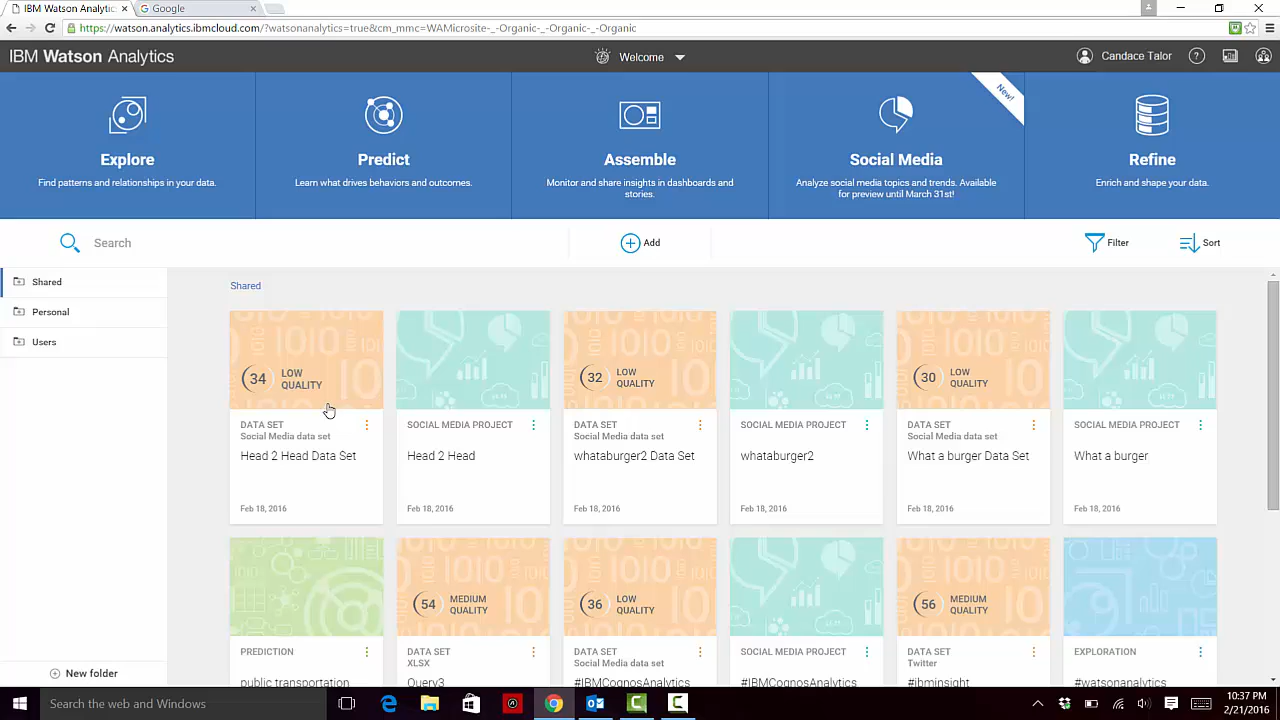 IBM Watson Analytics
Google
https://watson.analytics.ibmcloud.com/?watsonanalytics=true&cm_mmc=WAMicrosite-_-Organic-_-Organic-_-Organic
IBM Watson Analytics
Welcome
Candace Talor
?
Explore
Find patterns and relationships in your data.
Predict
Learn what drives behaviors and outcomes.
Assemble
Monitor and share insights in dashboards and
stories.
New!
Social Media
Analyze social media topics and trends. Available
for preview until March 31st!
Refine
Enrich and shape your data.
Search
Add
Filter
Sort
Shared
Personal
Users
New folder
Shared
34
LOW
QUALITY
DATA SET
Social Media data set
Head 2 Head Data Set
Feb 18, 2016
SOCIAL MEDIA PROJECT
Head 2 Head
Feb 18, 2016
32
LOW
QUALITY
DATA SET
Social Media data set
whataburger2 Data Set
Feb 18, 2016
SOCIAL MEDIA PROJECT
whataburger2
Feb 18, 2016
30
LOW
QUALITY
DATA SET
Social Media data set
What a burger Data Set
Feb 18, 2016
SOCIAL MEDIA PROJECT
What a burger
Feb 18, 2016
PREDICTION
public transportation
54
MEDIUM
QUALITY
DATA SET
XLSX
Query3
36
LOW
QUALITY
DATA SET
Social Media data set
#IBMCognosAnalytics
SOCIAL MEDIA PROJECT
#IBMCognosAnalytics
56
MEDIUM
QUALITY
DATA SET
Twitter
#ibminsight
EXPLORATION
#watsonanalytics
Search the web and Windows
10:37 PM
2/21/2016